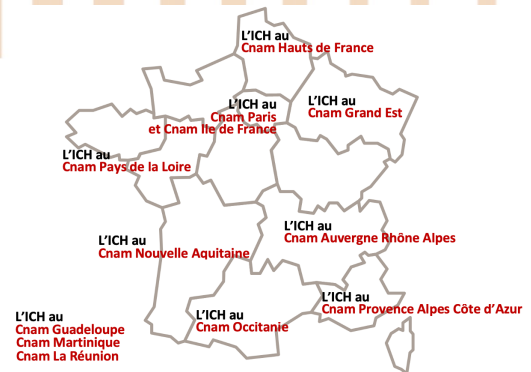 L'ICH au
Cnam Hauts de France
L'ICH au
Cnam Paris
et Cnam Ile de France
L'ICH au
Cnam Grand Est
L'ICH au
Cnam Pays de la Loire
L'ICH au
Cnam Nouvelle Aquitaine
L'ICH au
Cnam Auvergne Rhône Alpes
L'ICH au
Cnam Guadeloupe
Cnam Martinique
Cnam La Réunion
L'ICH au
Cnam Occitanie
L'ICH au
Cnam Provence Alpes Côte d'Azur